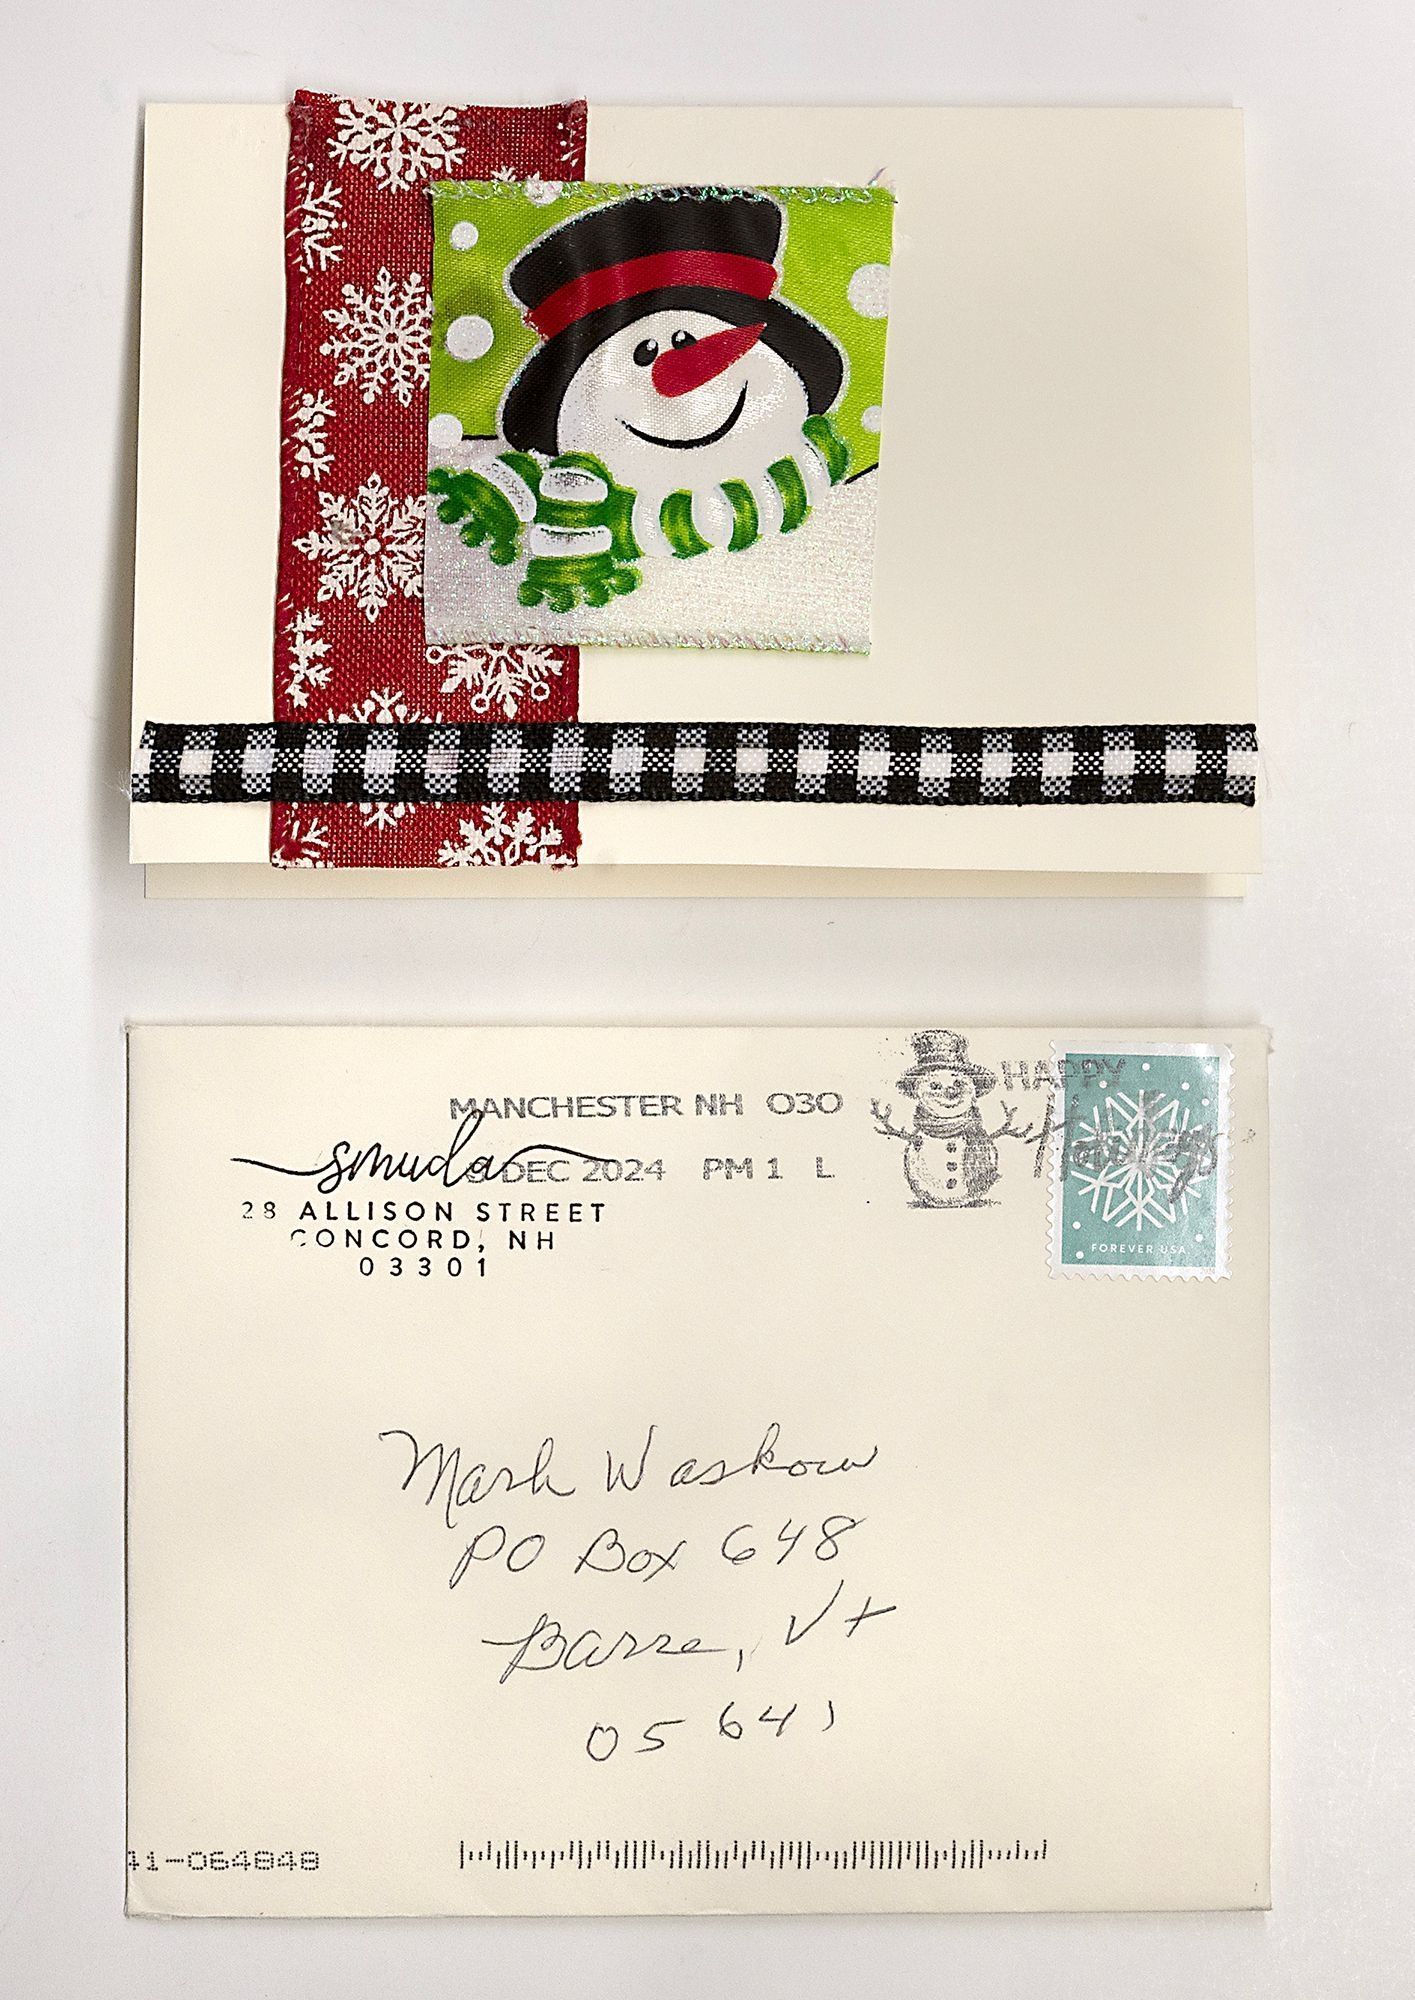 MANCHESTER NH 030
DEC 2024 PM 1 L
HAPPY
Holidays
smuda
28 ALLISON STREET
CONCORD, NH
03301
FOREVER USA
Mark Waskow
PO Box 648
Barre, Vt
05641
41-064848